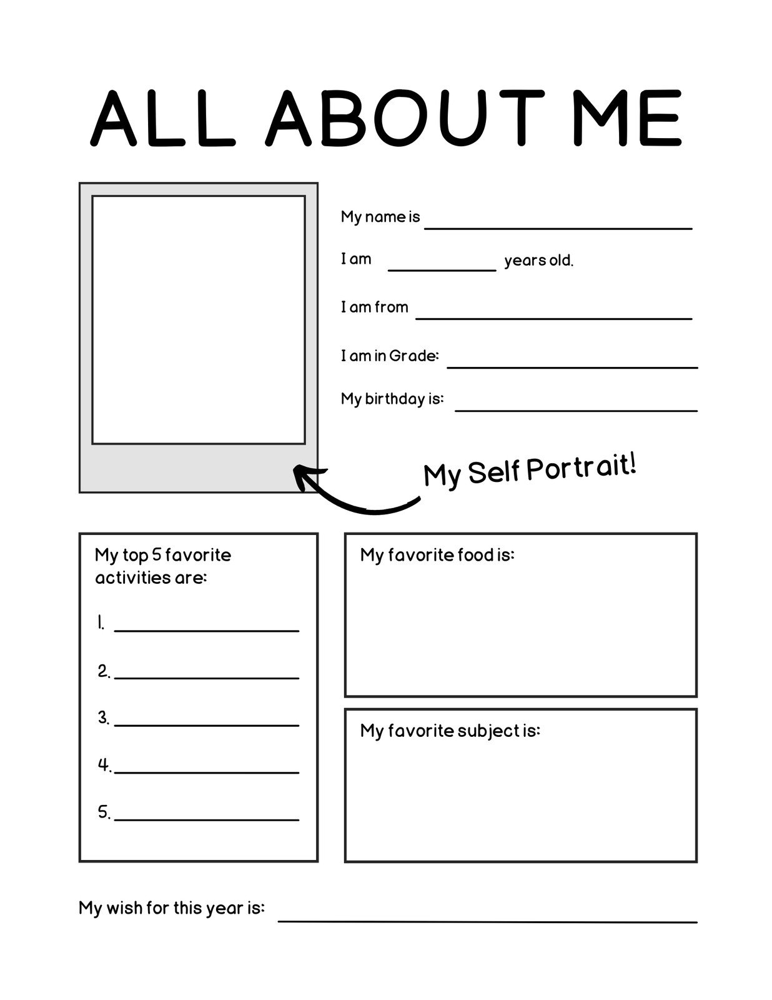 ALL ABOUT ME
My name is
I am years old.
I am from
I am in Grade:
My birthday is:
My Self Portrait!
My top 5 favorite
activities are:
1.
2.
3.
4.
5.
My favorite food is:
My favorite subject is:
My wish for this year is: